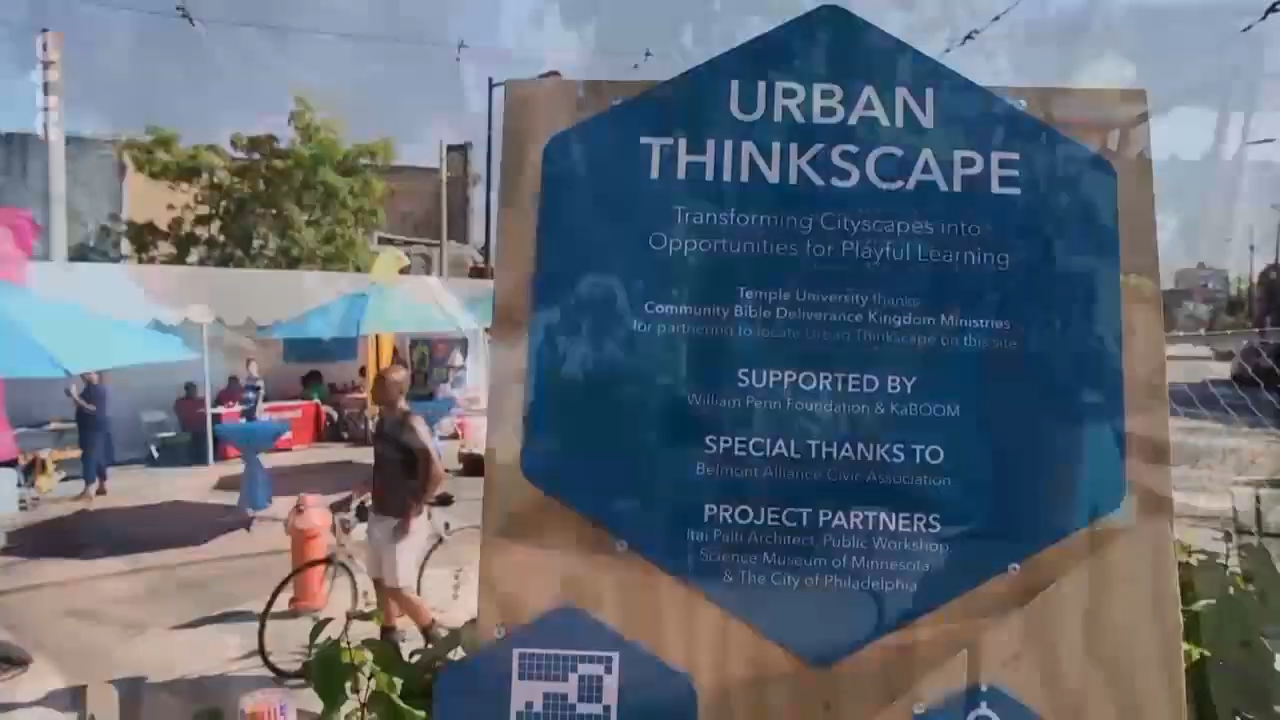 URBAN
THINKSCAPE
Transforming Cityscapes into
Opportunities for Playful Learning
Temple University thanks
Community Bible Deliverance Kingdom Ministries
for partnering to locate Urban Thinkscape on this site
SUPPORTED BY
William Penn Foundation & KaBOOM
SPECIAL THANKS TO
Belmont Alliance Civic Association
PROJECT PARTNERS
Itai Palti Architect, Public Workshop,
Science Museum of Minnesota,
& The City of Philadelphia